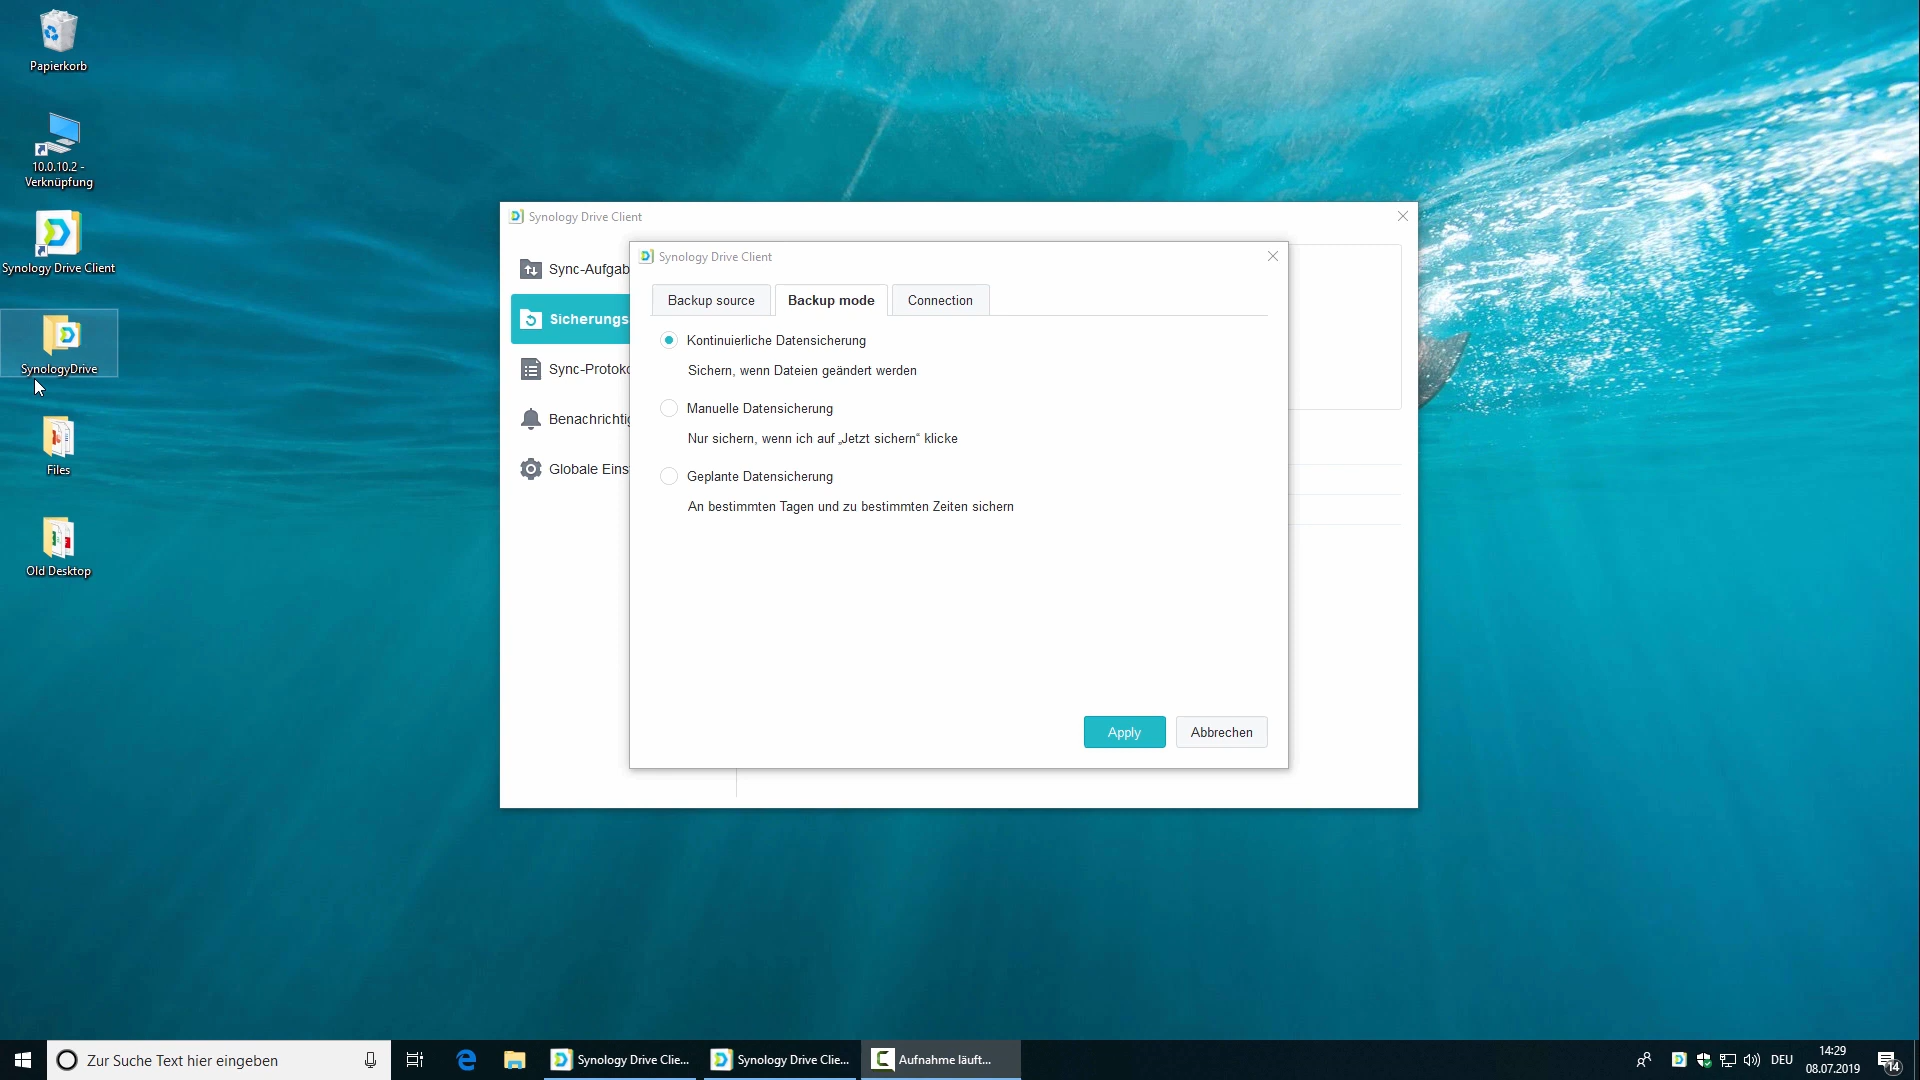 Papierkorb
10.0.10.2 -
Verknüpfung
Synology Drive Client
SynologyDrive
Files
Old Desktop
Synology Drive Client
Sync-Aufgab
Sicherungs
Sync-Protoko
Benachrichtig
Globale Eins
Synology Drive Client
Backup source
Backup mode
Connection
Kontinuierliche Datensicherung
Sichern, wenn Dateien geändert werden
Manuelle Datensicherung
Nur sichern, wenn ich auf „Jetzt sichern“ klicke
Geplante Datensicherung
An bestimmten Tagen und zu bestimmten Zeiten sichern
Apply
Abbrechen
Zur Suche Text hier eingeben
Synology Drive Clie...
Synology Drive Clie...
Aufnahme läuft...
DEU
14:29
08.07.2019
14